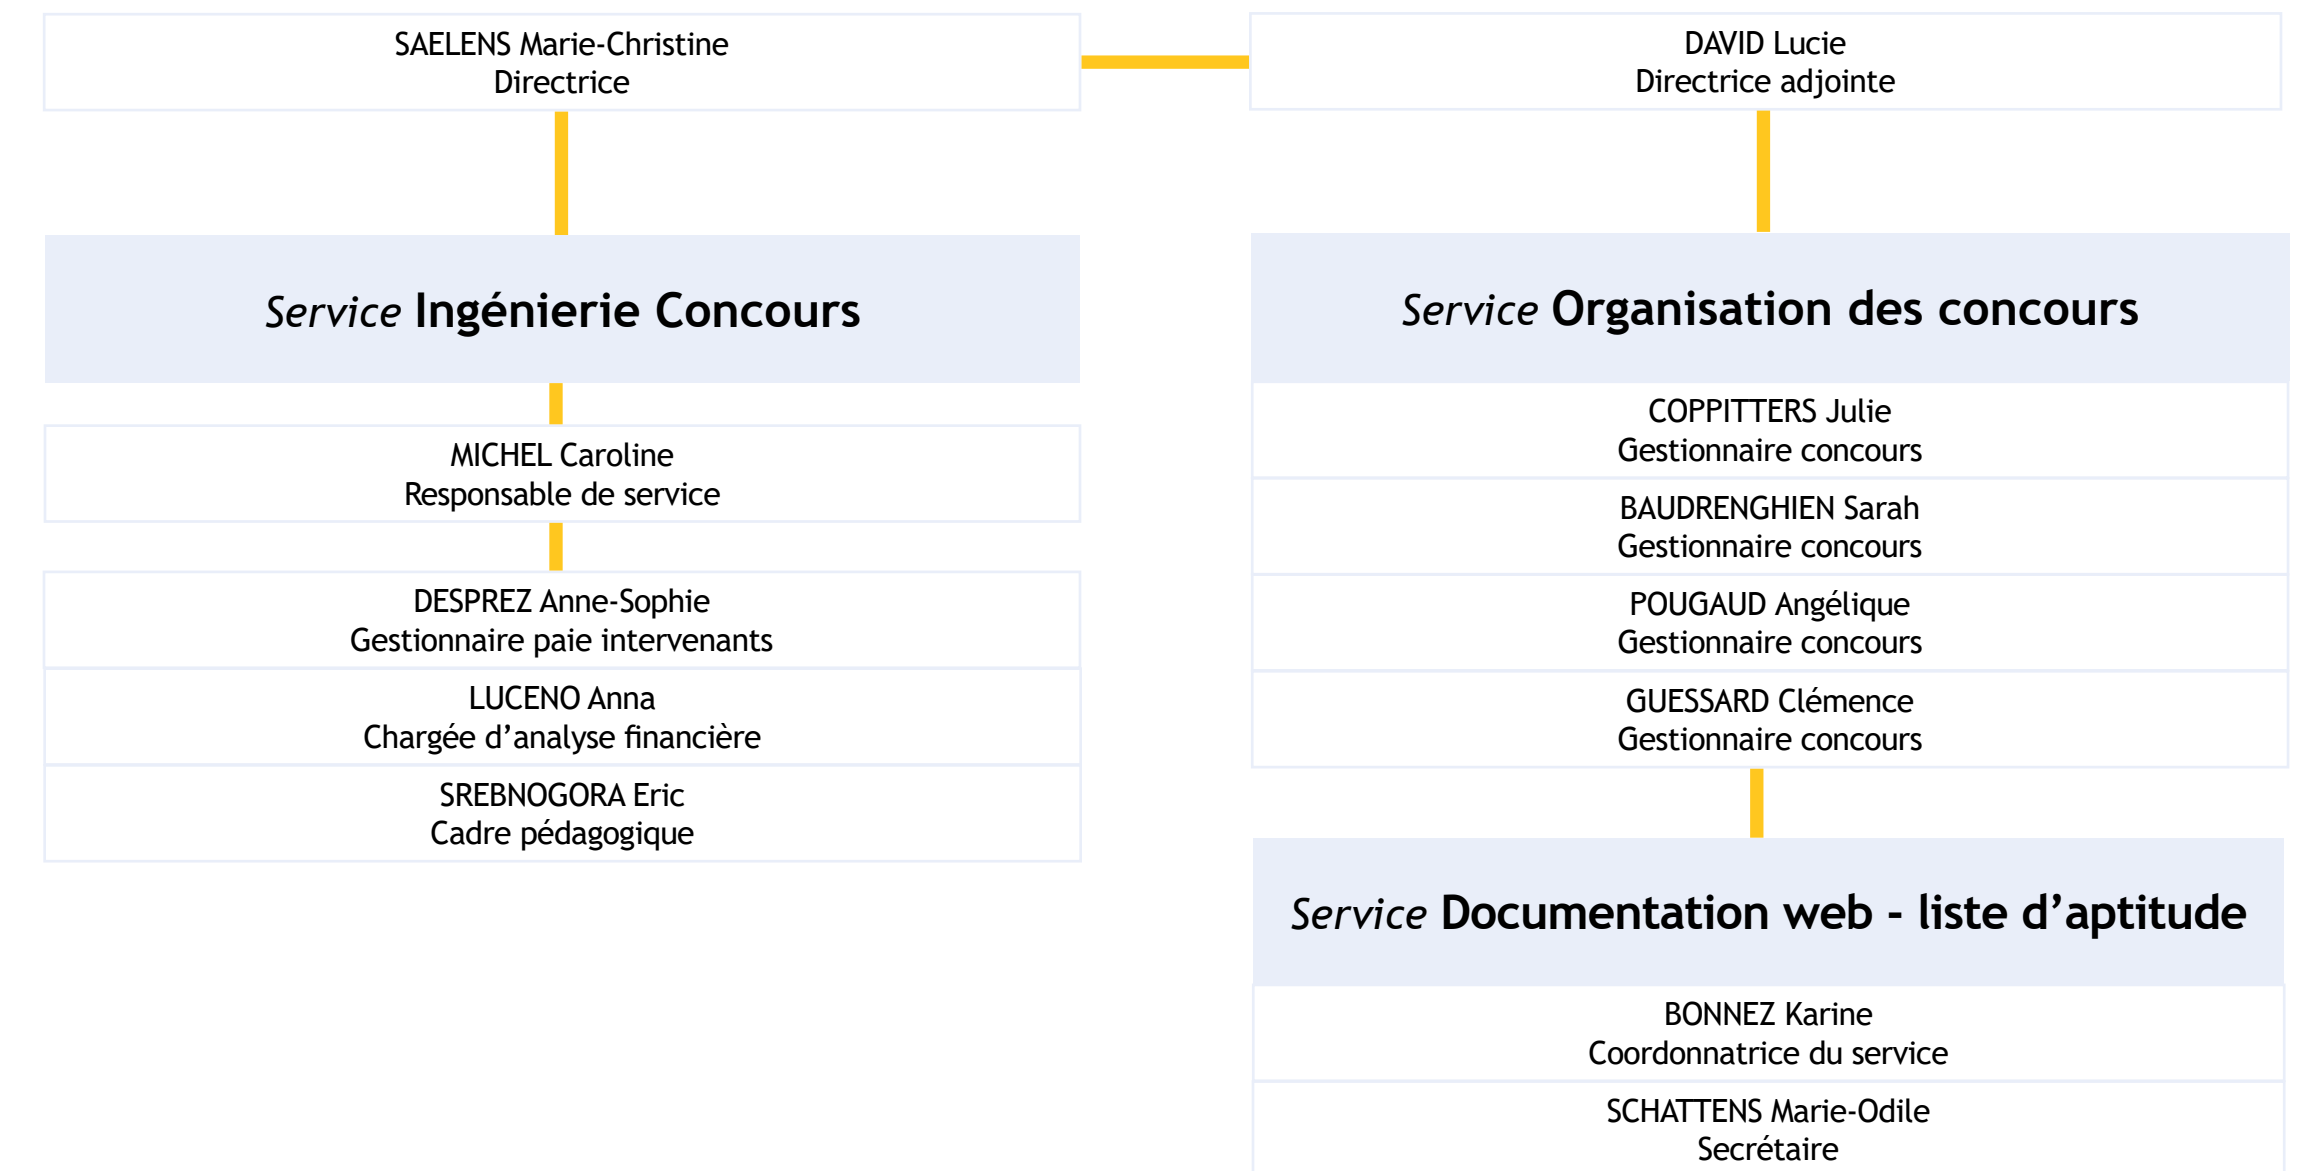 SAELENS Marie-Christine
Directrice
DAVID Lucie
Directrice adjointe
Service Ingénierie Concours
MICHEL Caroline
Responsable de service
DESPREZ Anne-Sophie
Gestionnaire paie intervenants
LUCENO Anna
Chargée d’analyse financière
SREBNOGORA Eric
Cadre pédagogique
Service Organisation des concours
COPPITTERS Julie
Gestionnaire concours
BAUDRENGHIEN Sarah
Gestionnaire concours
POUGAUD Angélique
Gestionnaire concours
GUESSARD Clémence
Gestionnaire concours
Service Documentation web - liste d’aptitude
BONNEZ Karine
Coordonnatrice du service
SCHATTENS Marie-Odile
Secrétaire